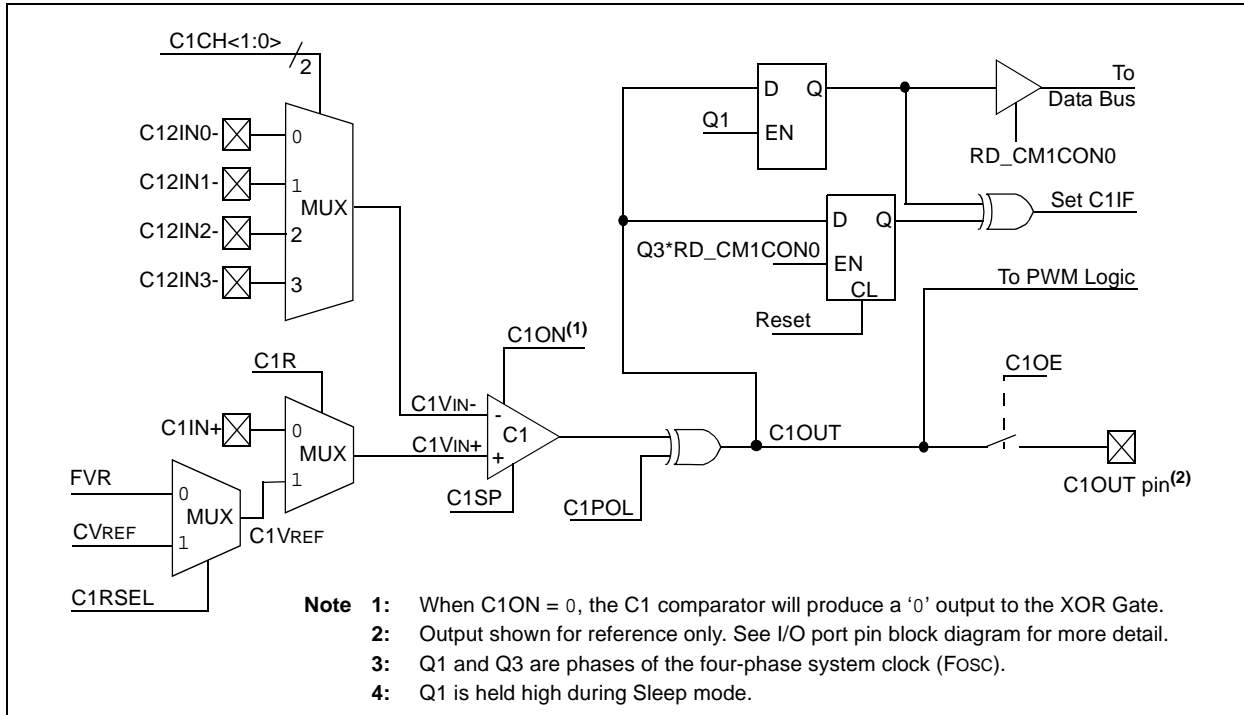 C1CH<1:0>
2
C12IN0-
0
C12IN1-
1
MUX
C12IN2-
2
C12IN3-
3
D Q
Q1
EN
To
Data Bus
RD_CM1CON0
D Q
Q3*RD_CM1CON0
EN
CL
Reset
Set C1IF
To PWM Logic
C1ON(1)
C1R
C1IN+
0
MUX
1
FVR
0
MUX
CVREF
1
C1VREF
C1RSEL
C1VIN-
-
C1
C1VIN+
+
C1SP
C1POL
C1OUT
C1OE
C1OUT pin(2)
Note 1: When C1ON = 0, the C1 comparator will produce a ‘0’ output to the XOR Gate.
2: Output shown for reference only. See I/O port pin block diagram for more detail.
3: Q1 and Q3 are phases of the four-phase system clock (FOSC).
4: Q1 is held high during Sleep mode.